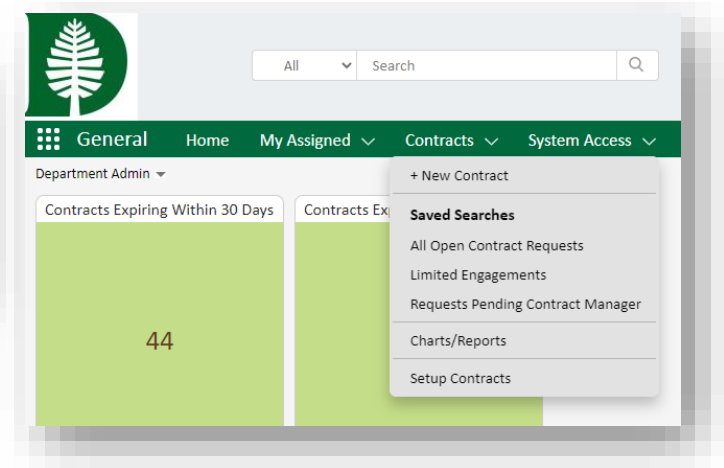 All Search
General Home My Assigned Contracts System Access
Department Admin
Contracts Expiring Within 30 Days
44
Contracts
+ New Contract
Saved Searches
All Open Contract Requests
Limited Engagements
Requests Pending Contract Manager
Charts/Reports
Setup Contracts